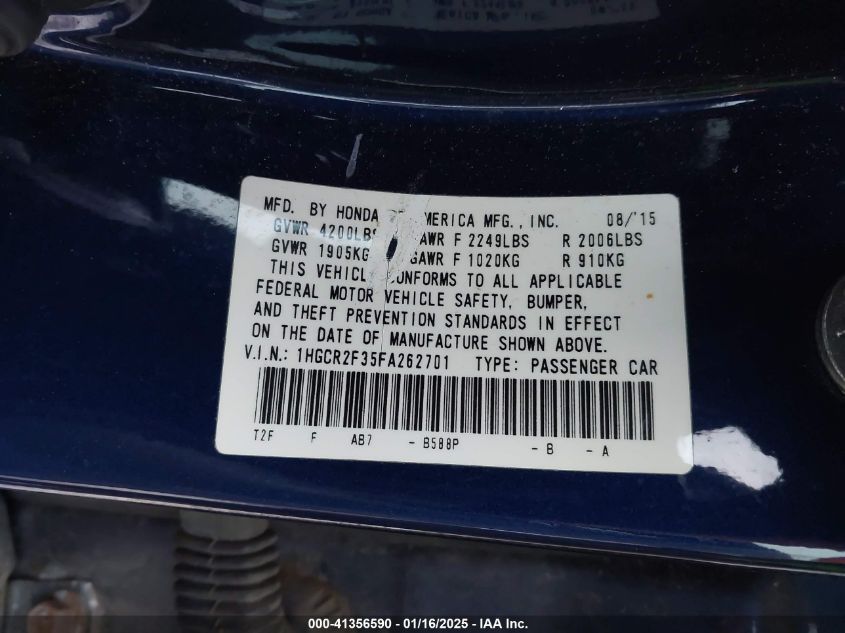 MFD. BY HONDA MERICA MFG., INC. 08/'15
GVWR 4200LBS AWR F 2249LBS R 2006LBS
GVWR 1905KG GAWR F 1020KG R 910KG
THIS VEHICL CONFORMS TO ALL APPLICABLE
FEDERAL MOTOR VEHICLE SAFETY, BUMPER,
AND THEFT PREVENTION STANDARDS IN EFFECT
ON THE DATE OF MANUFACTURE SHOWN ABOVE.
V.I.N.: 1HGCR2F35FA262701 TYPE: PASSENGER CAR
T2F F AB7 - B588P - B - A
000-41356590 - 01/16/2025 - IAA Inc.